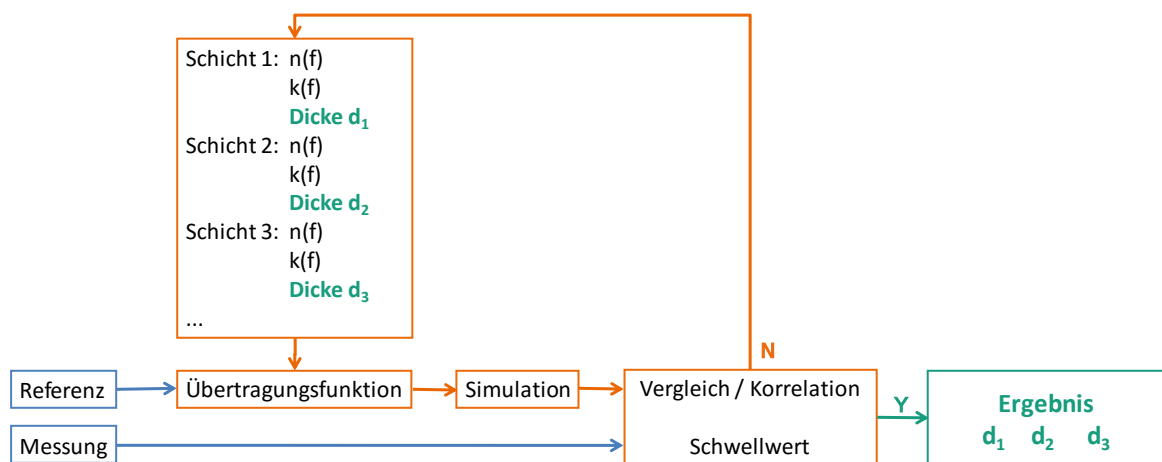 Schicht 1: n(f)
k(f)
Dicke d₁
Schicht 2: n(f)
k(f)
Dicke d₂
Schicht 3: n(f)
k(f)
Dicke d₃
...
N
Referenz
Übertragungsfunktion
Simulation
Vergleich / Korrelation
Schwellwert
Messung
Y
Ergebnis
d₁ d₂ d₃